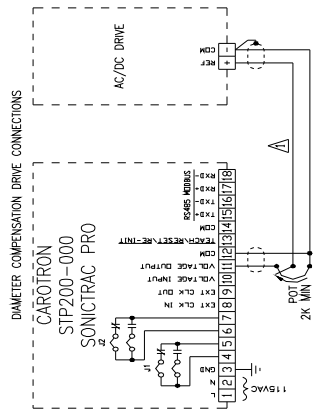 DIAMETER COMPENSATION DRIVE CONNECTIONS
CAROTRON
STP200-000
SONICTRAC PRO
AC/DC DRIVE
COM -
REF +
1
J1
J2
L 1
N 2
GND 3
4
5
6
7
EXT CLK IN 8
EXT CLK OUT 9
VOLTAGE INPUT 10
VOLTAGE OUTPUT 11
COM 12
TEACH/RESET/RE-INIT 13
COM 14
TXD+ 15
TXD- 16
RXD+ 17
RXD- 18
RS485 MODBUS
115VAC
POT
2K MIN